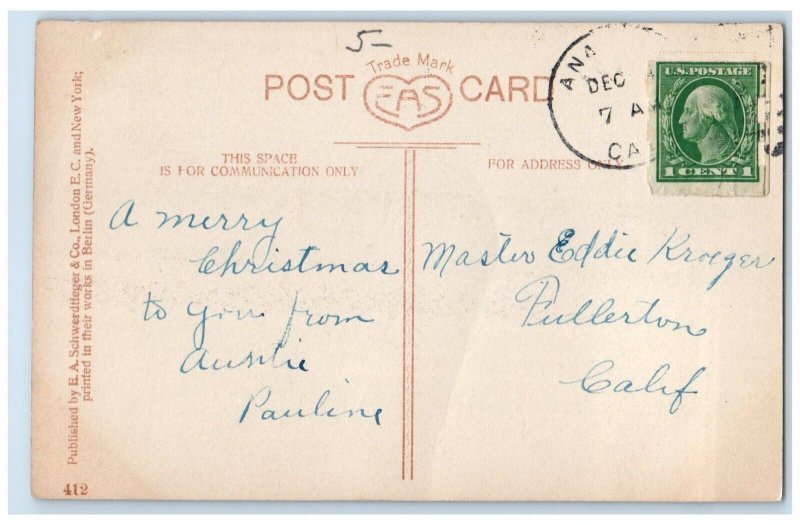 5-
Trade Mark
POST EAS CARD
ANA
DEC
7 A
CA
U.S. POSTAGE
1 CENT 1
THIS SPACE
IS FOR COMMUNICATION ONLY
FOR ADDRESS ONLY
A merry
Christmas
to you from
Auntie
Pauline
Master Eddie Kroeger
Fullerton
Calif
Published by E. A. Schwerdtfeger & Co., London E. C. and New York;
printed in their works in Berlin (Germany).
412